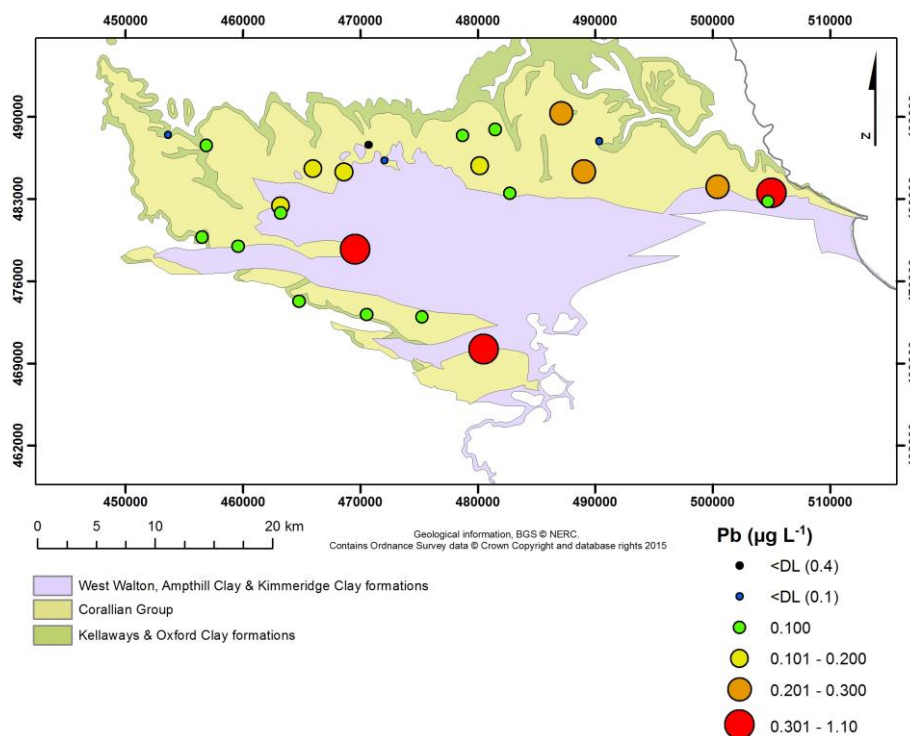 450000 460000 470000 480000 490000 500000 510000
490000
483000
476000
469000
462000
N
450000 460000 470000 480000 490000 500000 510000
0 5 10 20 km
Geological information, BGS © NERC.
Contains Ordnance Survey data © Crown Copyright and database rights 2015
West Walton, Ampthill Clay & Kimmeridge Clay formations
Corallian Group
Kellaways & Oxford Clay formations
Pb (µg L⁻¹)
<DL (0.4)
<DL (0.1)
0.100
0.101 - 0.200
0.201 - 0.300
0.301 - 1.10